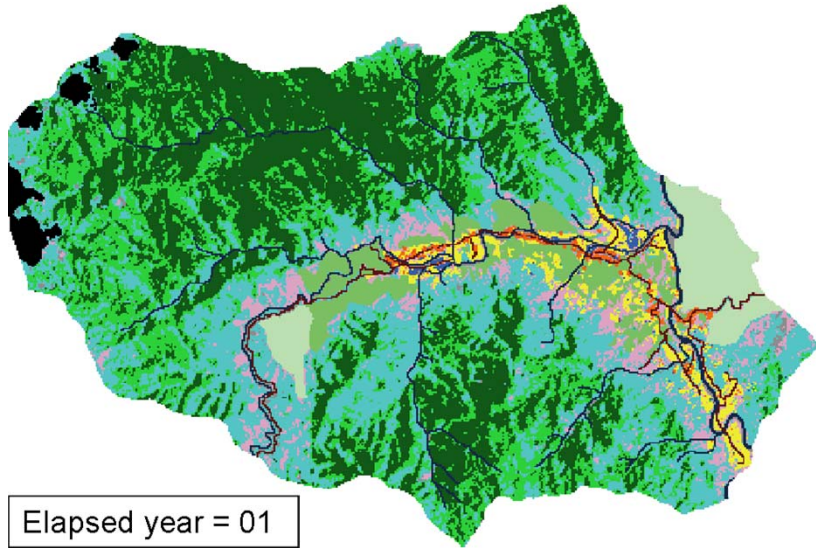 Elapsed year = 01